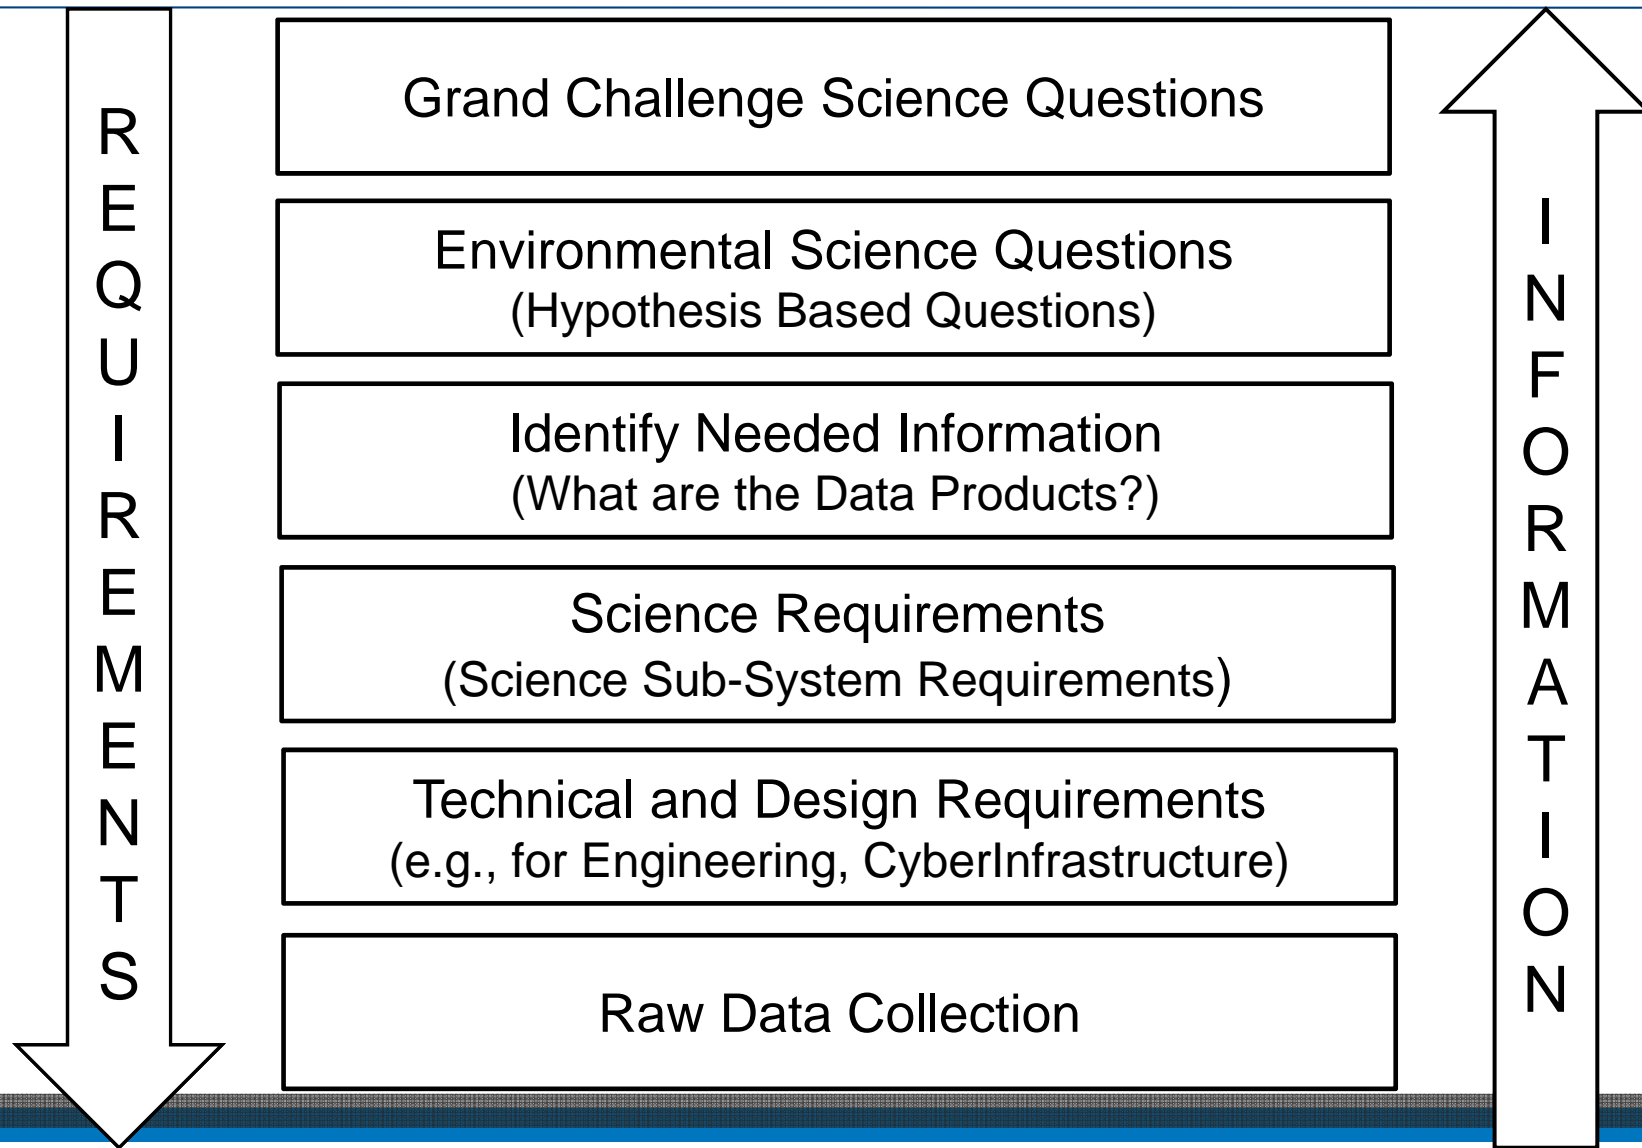 REQUIREMENTS
Grand Challenge Science Questions
Environmental Science Questions
(Hypothesis Based Questions)
Identify Needed Information
(What are the Data Products?)
Science Requirements
(Science Sub-System Requirements)
Technical and Design Requirements
(e.g., for Engineering, CyberInfrastructure)
Raw Data Collection
INFORMATION